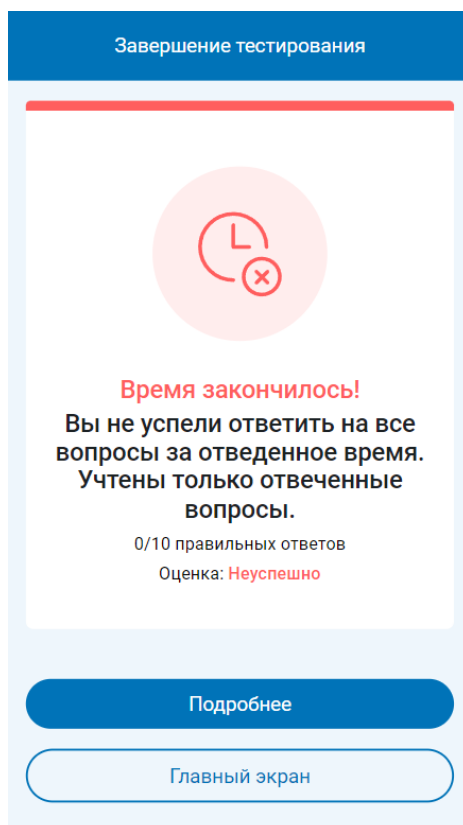 Завершение тестирования
Время закончилось!
Вы не успели ответить на все
вопросы за отведенное время.
Учтены только отвеченные
вопросы.
0/10 правильных ответов
Оценка: Неуспешно
Подробнее
Главный экран